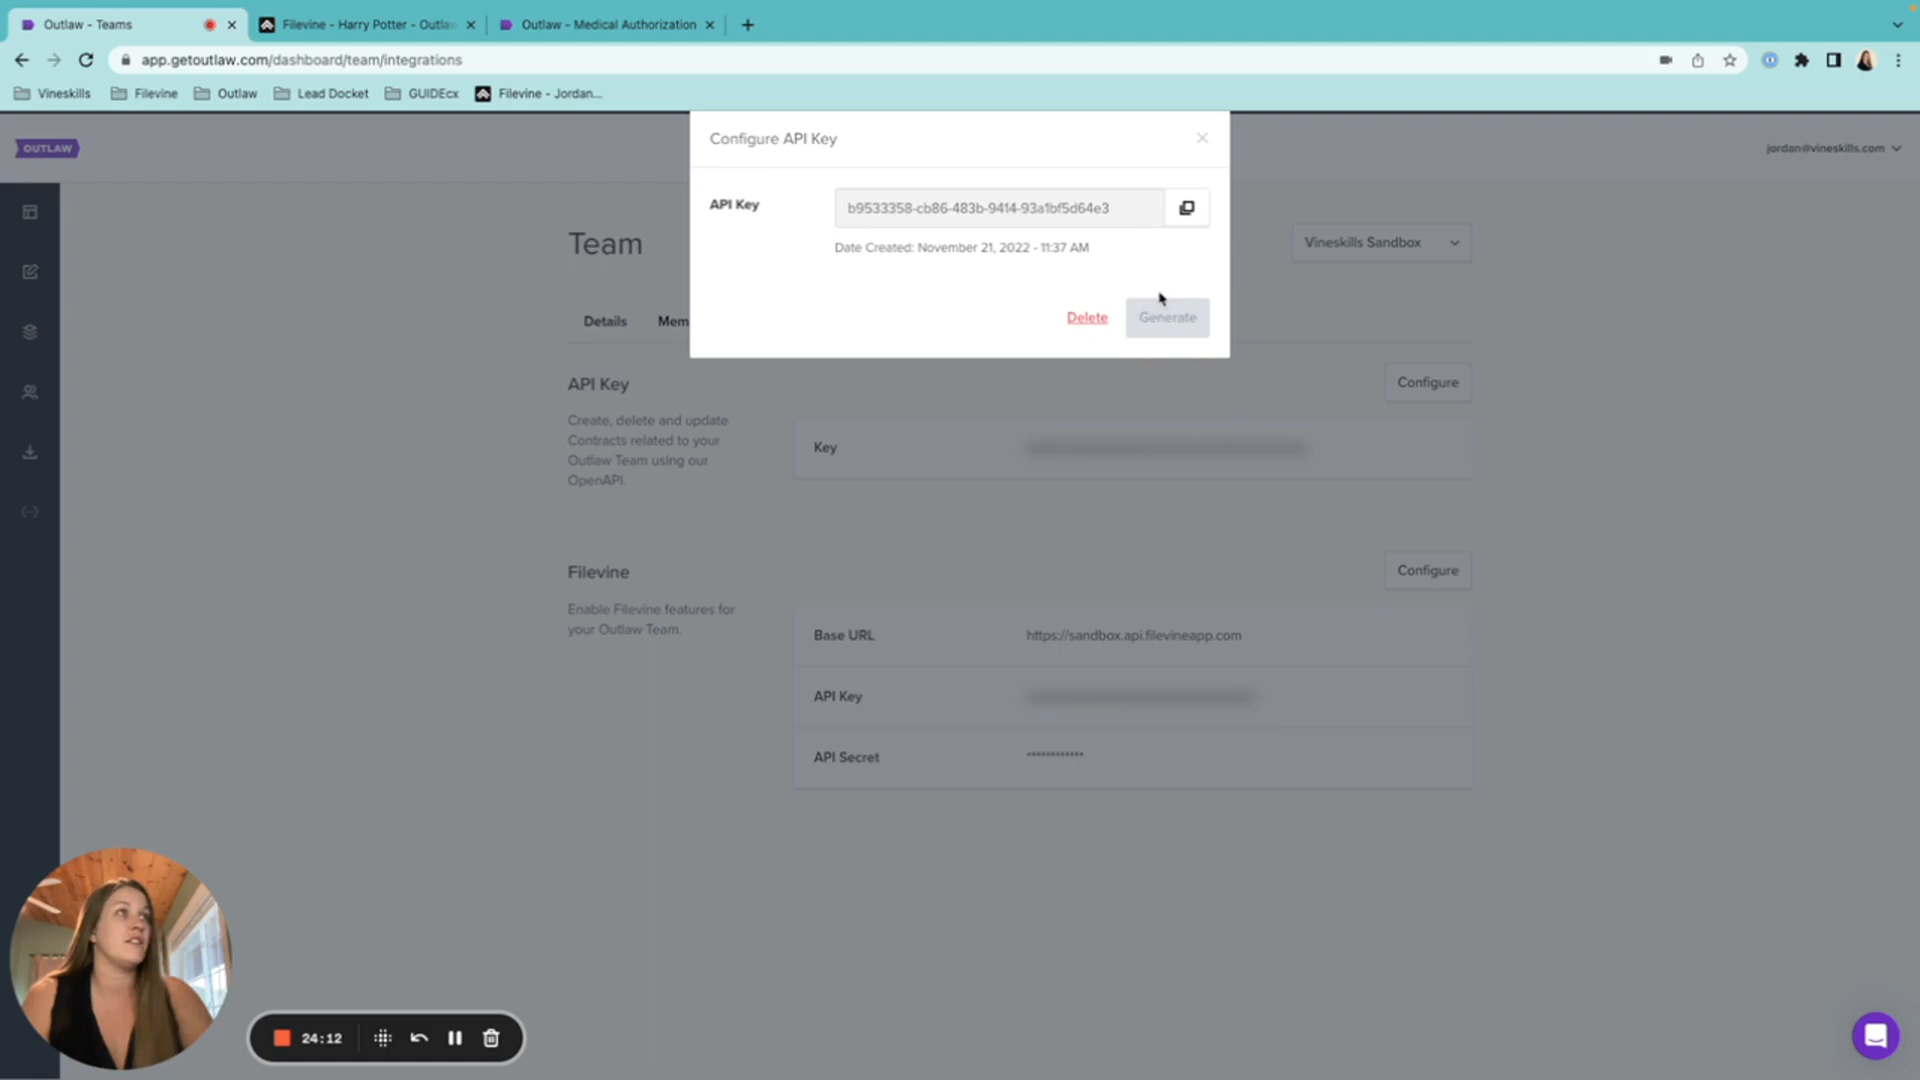 Outlaw - Teams
Filevine - Harry Potter - Outla
Outlaw - Medical Authorization
app.getoutlaw.com/dashboard/team/integrations
Vineskills
Filevine
Outlaw
Lead Docket
GUIDEcx
Filevine - Jordan...
Configure API Key
OUTLAW
jordan@vineskills.com
API Key
b9533358-cb86-483b-9414-93a1bf5d64e3
Date Created: November 21, 2022 - 11:37 AM
Team
Vineskills Sandbox
Delete
Generate
Details
Mem
API Key
Configure
Create, delete and update
Contracts related to your
Outlaw Team using our
OpenAPI.
Key
Filevine
Configure
Enable Filevine features for
your Outlaw Team.
Base URL
https://sandbox.api.filevineapp.com
API Key
API Secret
************
24:12